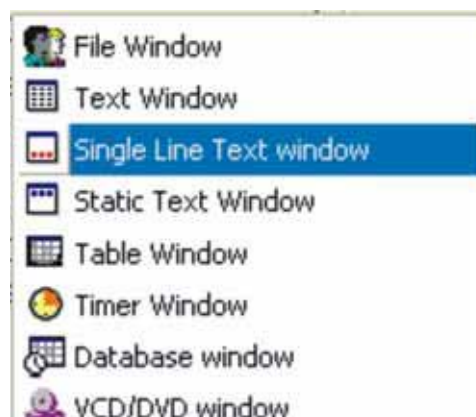 File Window
Text Window
Single Line Text window
Static Text Window
Table Window
Timer Window
Database window
VCD/DVD window